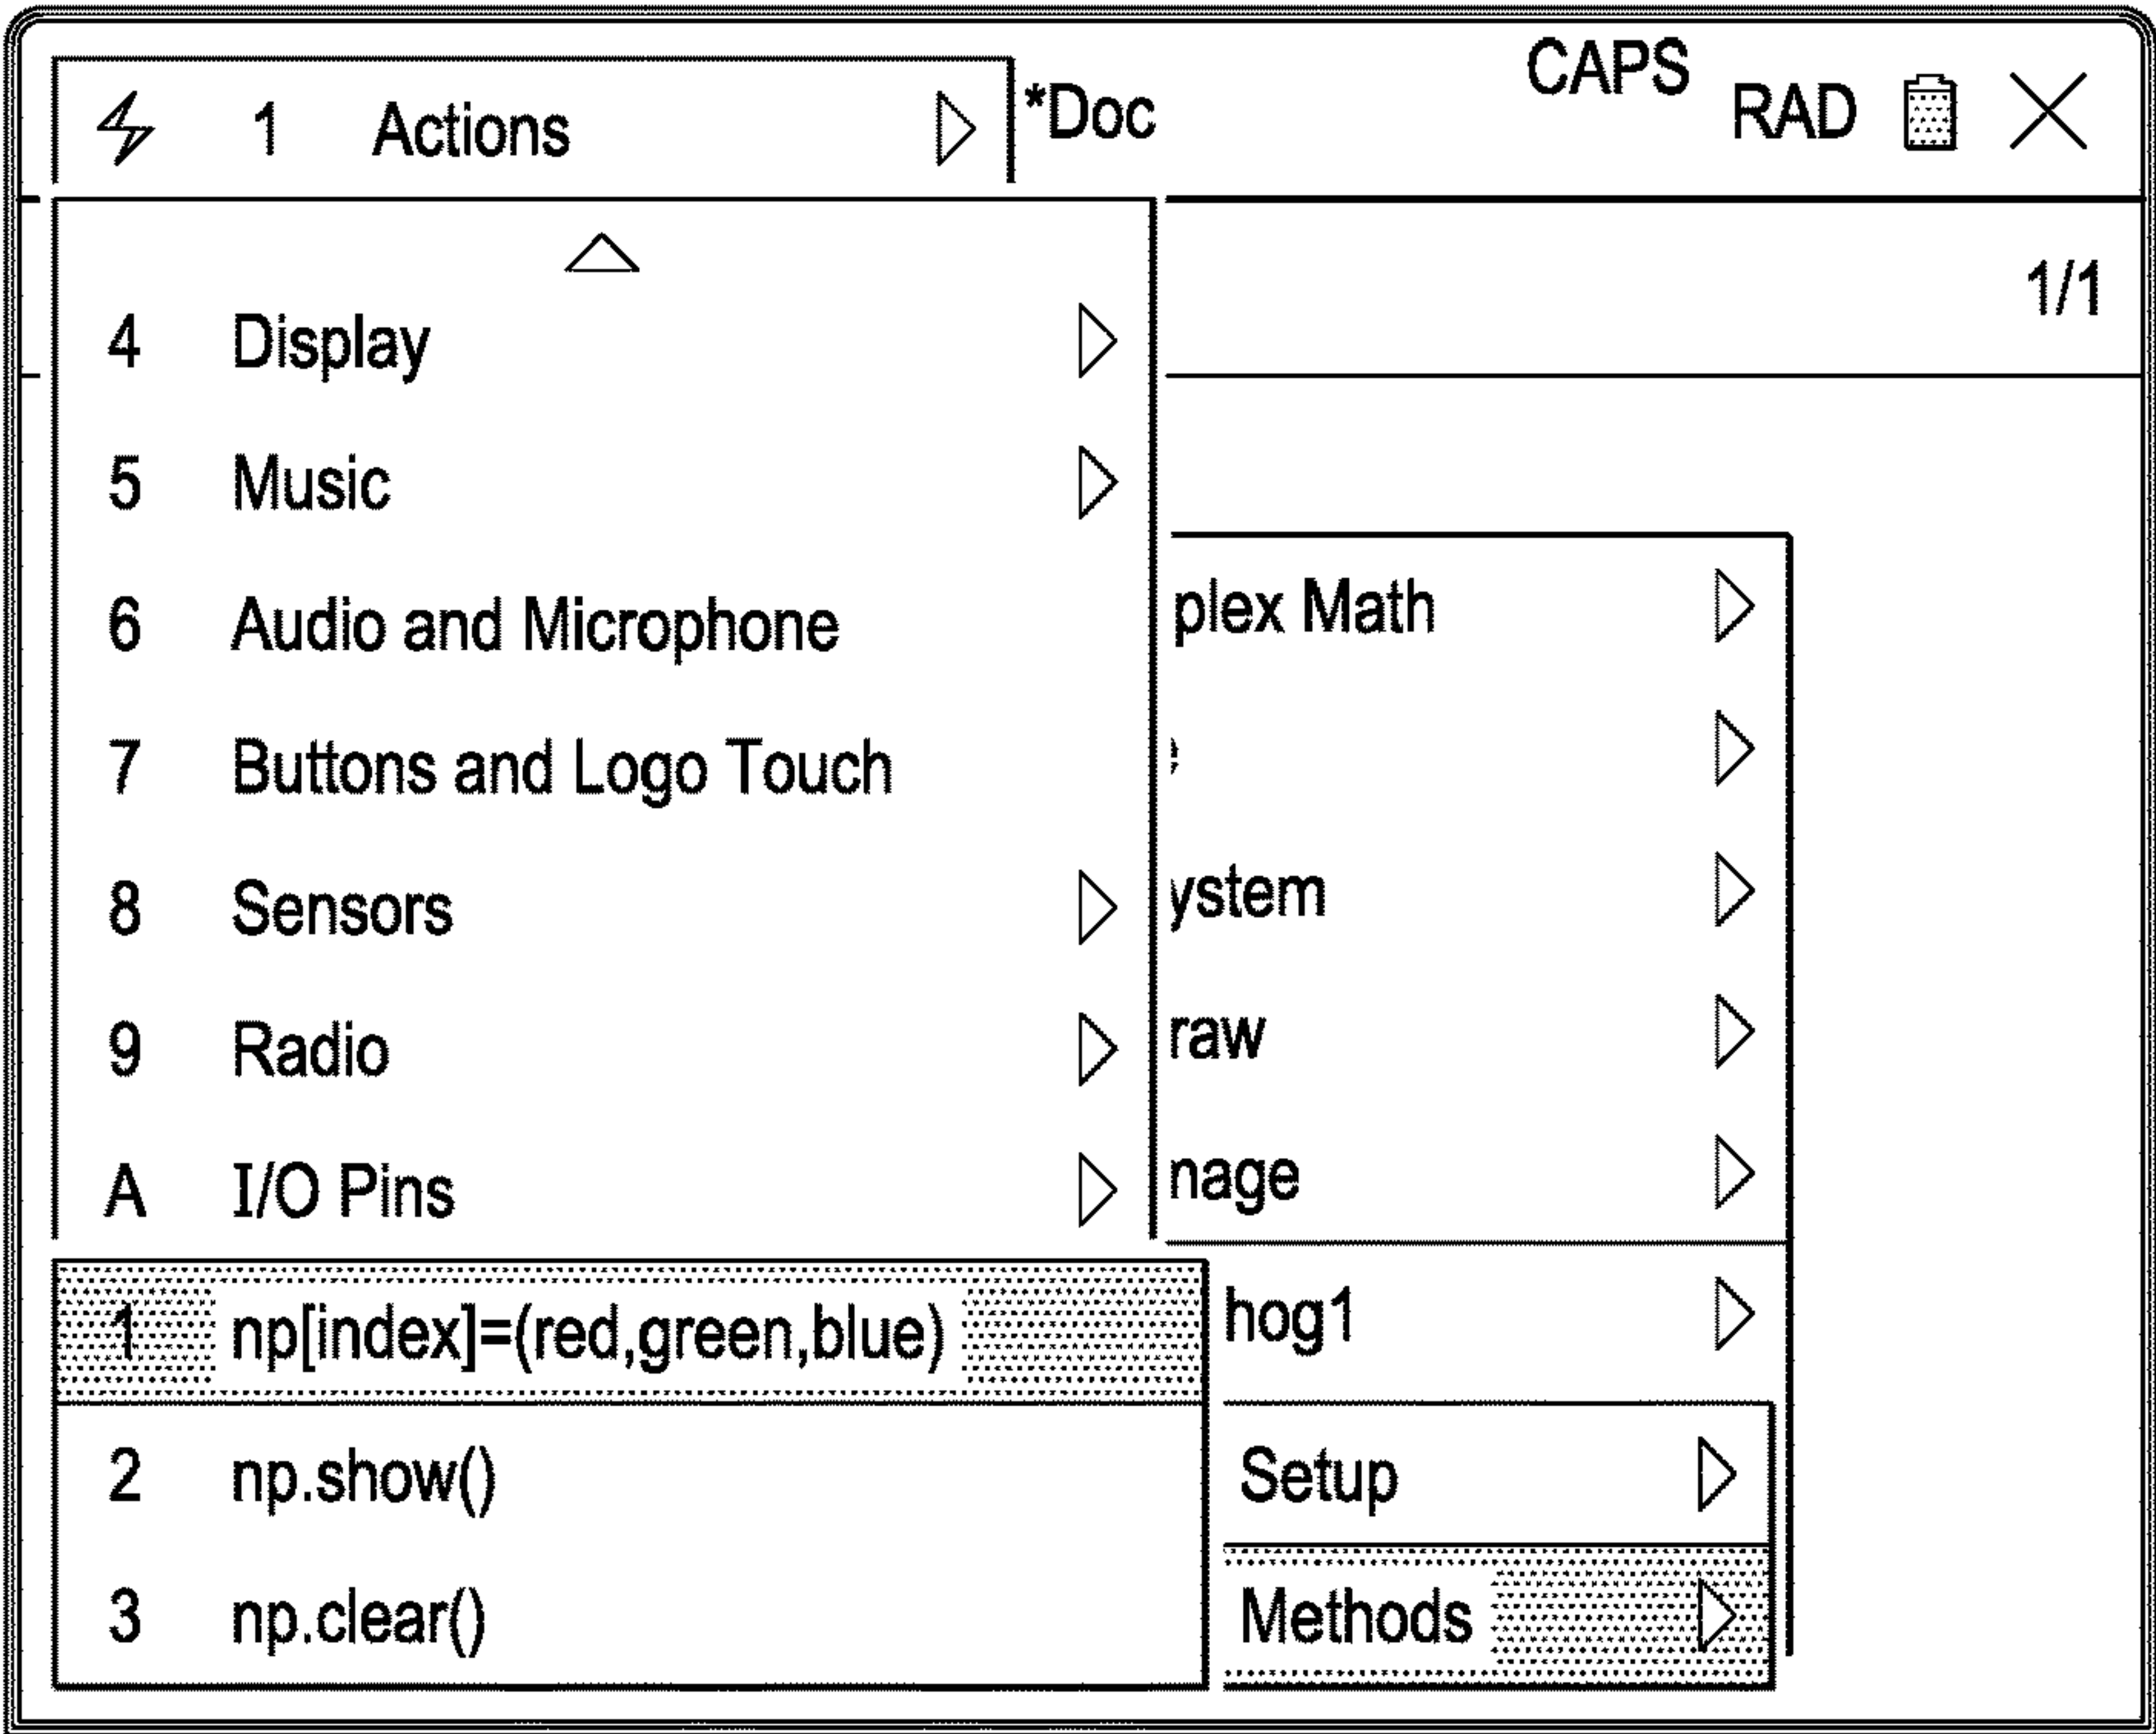 1 Actions *Doc CAPS RAD
1/1
4 Display
5 Music
6 Audio and Microphone
7 Buttons and Logo Touch
8 Sensors
9 Radio
A I/O Pins
plex Math
ystem
raw
nage
hog1
1 np[index]=(red,green,blue)
2 np.show()
3 np.clear()
Setup
Methods